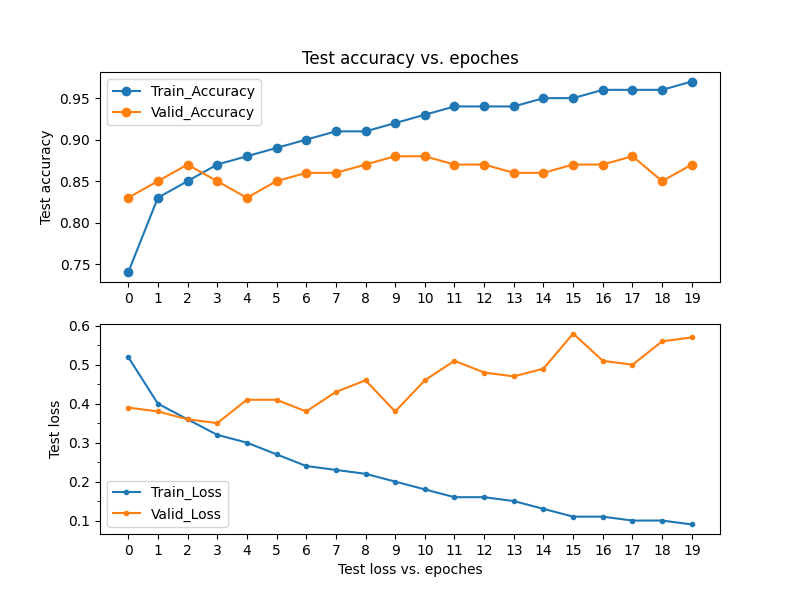 Test accuracy vs. epoches
Train_Accuracy
Valid_Accuracy
Test accuracy
0.95
0.90
0.85
0.80
0.75
0 1 2 3 4 5 6 7 8 9 10 11 12 13 14 15 16 17 18 19
Test loss
0.6
0.5
0.4
0.3
0.2
0.1
Train_Loss
Valid_Loss
0 1 2 3 4 5 6 7 8 9 10 11 12 13 14 15 16 17 18 19
Test loss vs. epoches